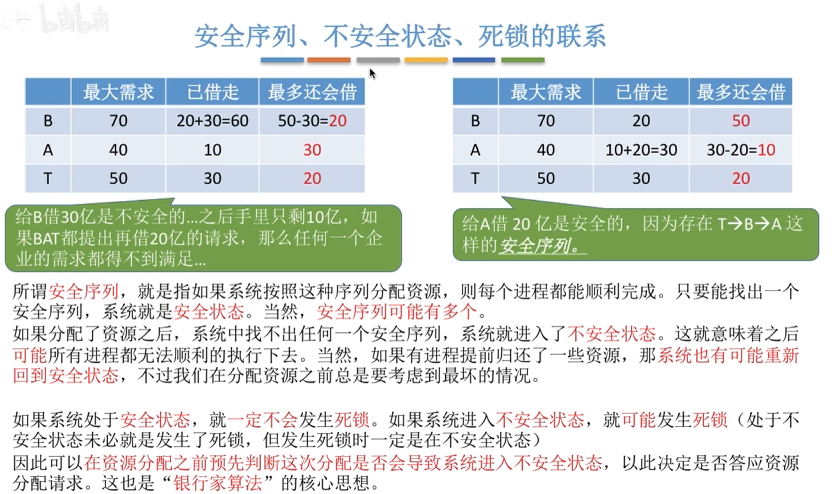 bilibili
安全序列、不安全状态、死锁的联系
最大需求 已借走 最多还会借
B 70 20+30=60 50-30=20
A 40 10 30
T 50 30 20
最大需求 已借走 最多还会借
B 70 20 50
A 40 10+20=30 30-20=10
T 50 30 20
给B借30亿是不安全的...之后手里只剩10亿，如
果BAT都提出再借20亿的请求，那么任何一个企
业的需求都得不到满足...
给A借 20 亿是安全的，因为存在 T→B→A 这
样的安全序列。
所谓安全序列，就是指如果系统按照这种序列分配资源，则每个进程都能顺利完成。只要能找出一个
安全序列，系统就是安全状态。当然，安全序列可能有多个。
如果分配了资源之后，系统中找不出任何一个安全序列，系统就进入了不安全状态。这就意味着之后
可能所有进程都无法顺利的执行下去。当然，如果有进程提前归还了一些资源，那系统也有可能重新
回到安全状态，不过我们在分配资源之前总是要考虑到最坏的情况。
如果系统处于安全状态，就一定不会发生死锁。如果系统进入不安全状态，就可能发生死锁（处于不
安全状态未必就是发生了死锁，但发生死锁时一定是在不安全状态）
因此可以在资源分配之前预先判断这次分配是否会导致系统进入不安全状态，以此决定是否答应资源
分配请求。这也是“银行家算法”的核心思想。